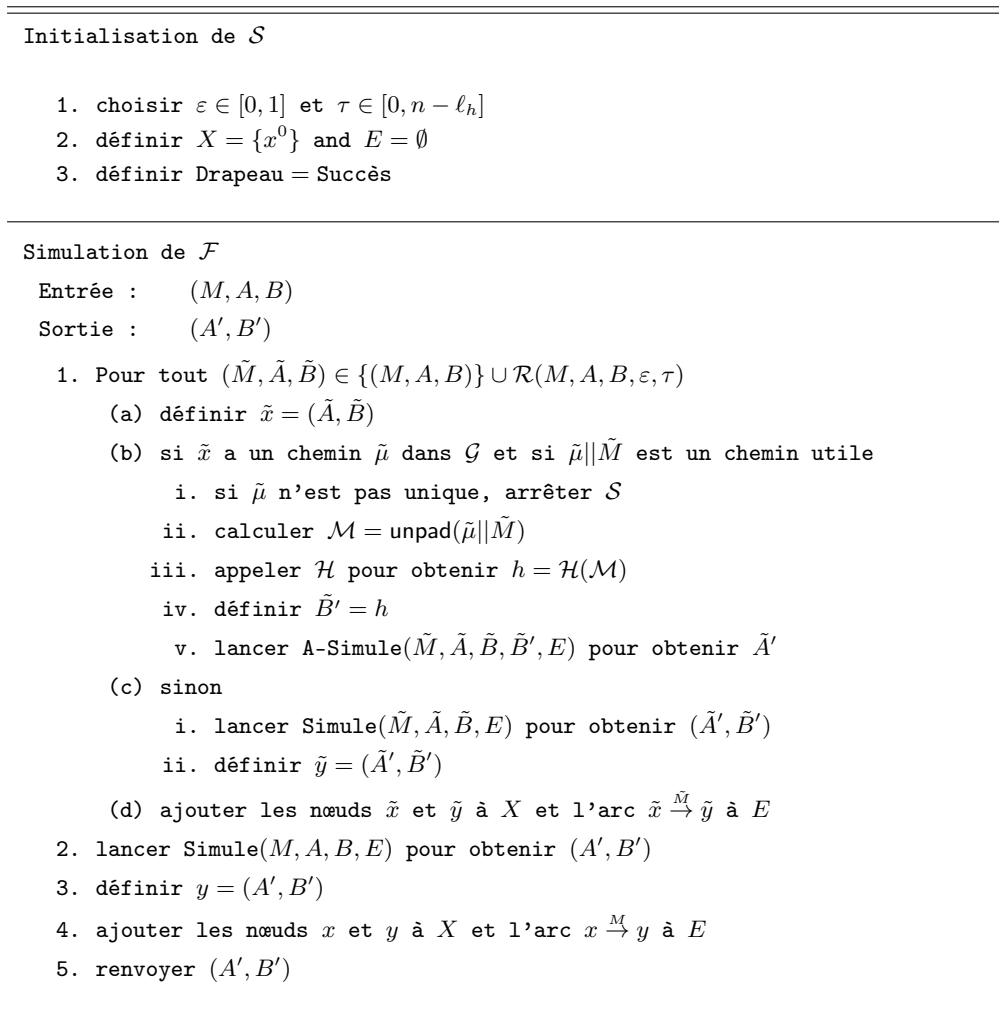 Initialisation de 𝒮
1. choisir ε ∈ [0, 1] et τ ∈ [0, n − ℓ_h]
2. définir X = {x^0} and E = ∅
3. définir Drapeau = Succès
Simulation de ℱ
Entrée : (M, A, B)
Sortie : (A′, B′)
1. Pour tout (M̃, Ã, B̃) ∈ {(M, A, B)} ∪ ℛ(M, A, B, ε, τ)
(a) définir x̃ = (Ã, B̃)
(b) si x̃ a un chemin μ̃ dans 𝒢 et si μ̃||M̃ est un chemin utile
i. si μ̃ n'est pas unique, arrêter 𝒮
ii. calculer ℳ = unpad(μ̃||M̃)
iii. appeler ℋ pour obtenir h = ℋ(ℳ)
iv. définir B̃′ = h
v. lancer A-Simule(M̃, Ã, B̃, B̃′, E) pour obtenir Ã′
(c) sinon
i. lancer Simule(M̃, Ã, B̃, E) pour obtenir (Ã′, B̃′)
ii. définir ỹ = (Ã′, B̃′)
(d) ajouter les nœuds x̃ et ỹ à X et l'arc x̃ →^M̃ ỹ à E
2. lancer Simule(M, A, B, E) pour obtenir (A′, B′)
3. définir y = (A′, B′)
4. ajouter les nœuds x et y à X et l'arc x →^M y à E
5. renvoyer (A′, B′)